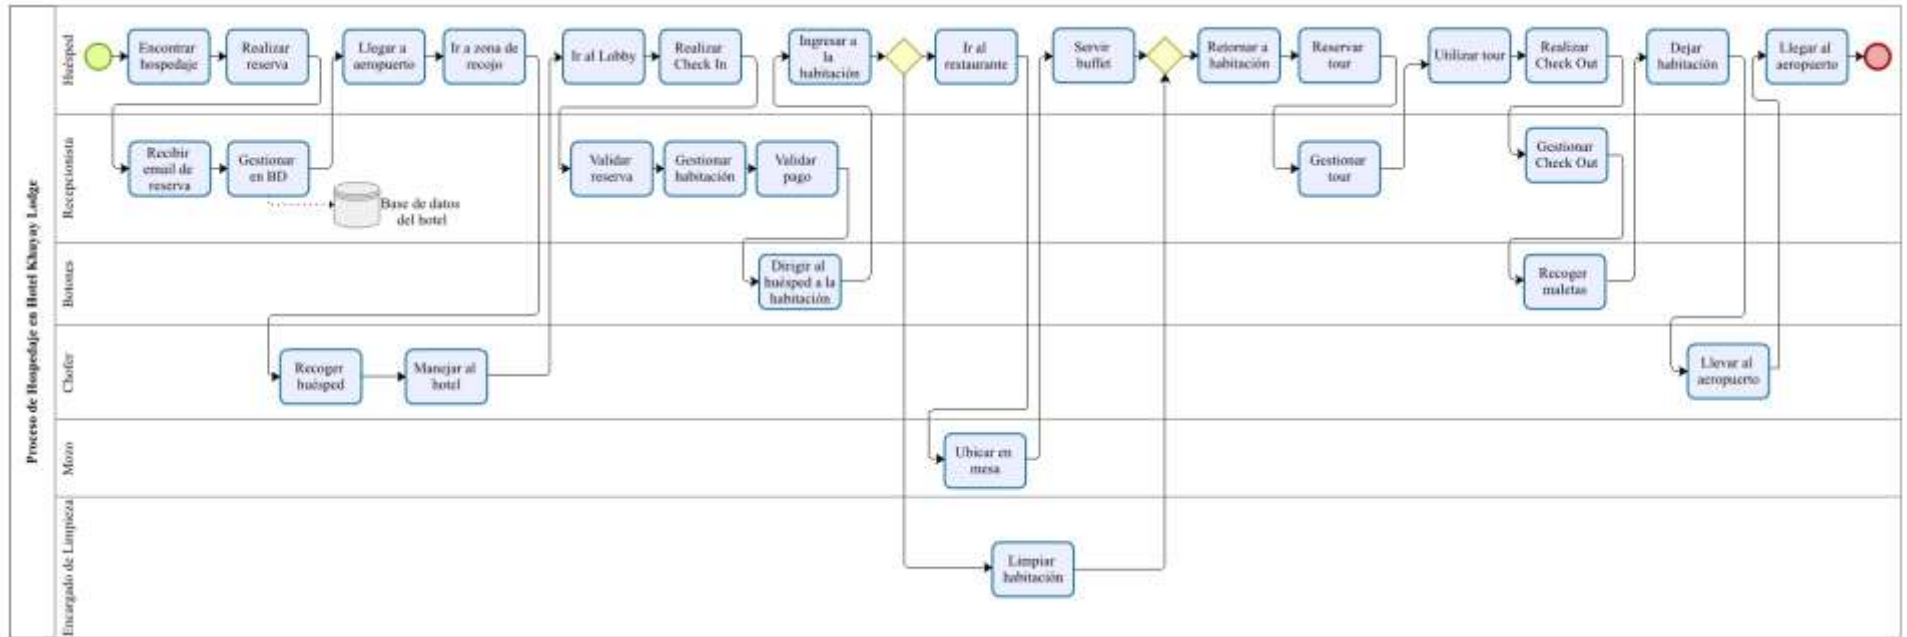 Proceso de Hospedaje en Hotel Khuyay Lodge
Huésped
Encontrar
hospedaje
Realizar
reserva
Llegar a
aeropuerto
Ir a zona de
recojo
Ir al Lobby
Realizar
Check In
Ingresar a
la
habitación
Ir al
restaurante
Servir
buffet
Retornar a
habitación
Reservar
tour
Utilizar tour
Realizar
Check Out
Dejar
habitación
Llegar al
aeropuerto
Recepcionista
Recibir
email de
reserva
Gestionar
en BD
Base de datos
del hotel
Validar
reserva
Gestionar
habitación
Validar
pago
Gestionar
tour
Gestionar
Check Out
Botones
Dirigir al
huésped a la
habitación
Recoger
maletas
Chofer
Recoger
huésped
Manejar al
hotel
Llevar al
aeropuerto
Mozo
Ubicar en
mesa
Encargado de Limpieza
Limpiar
habitación